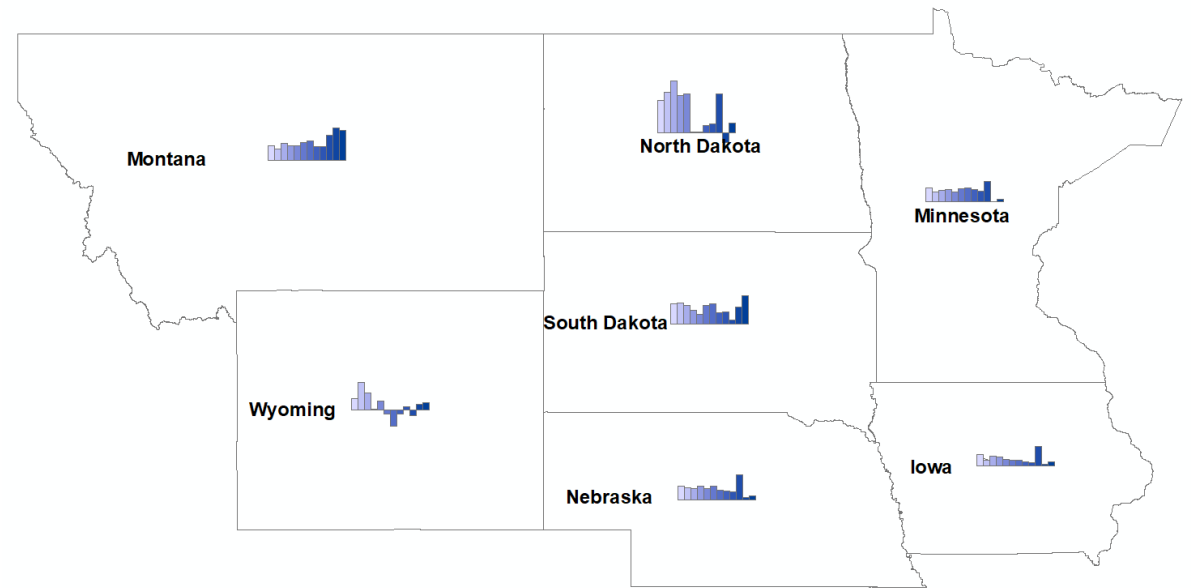 North Dakota
Montana
Minnesota
South Dakota
Wyoming
Iowa
Nebraska